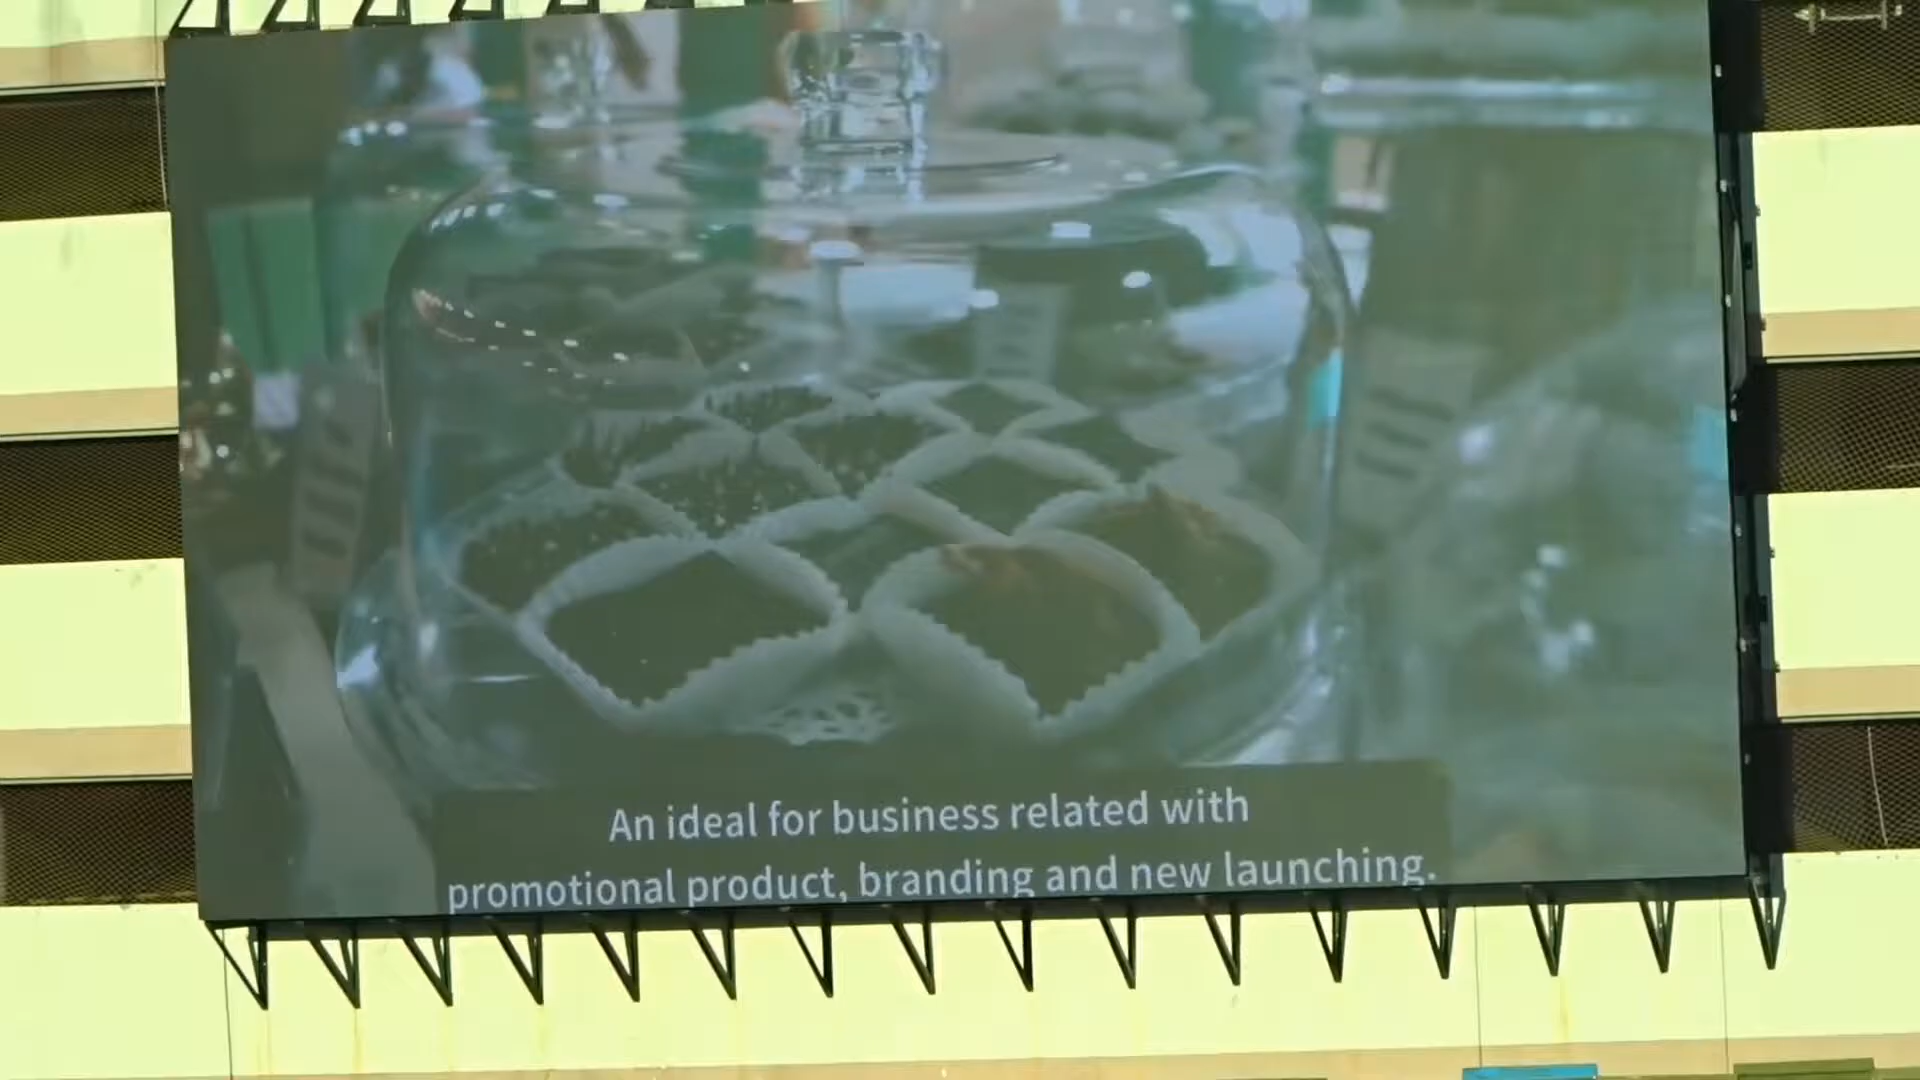 An ideal for business related with
promotional product, branding and new launching.